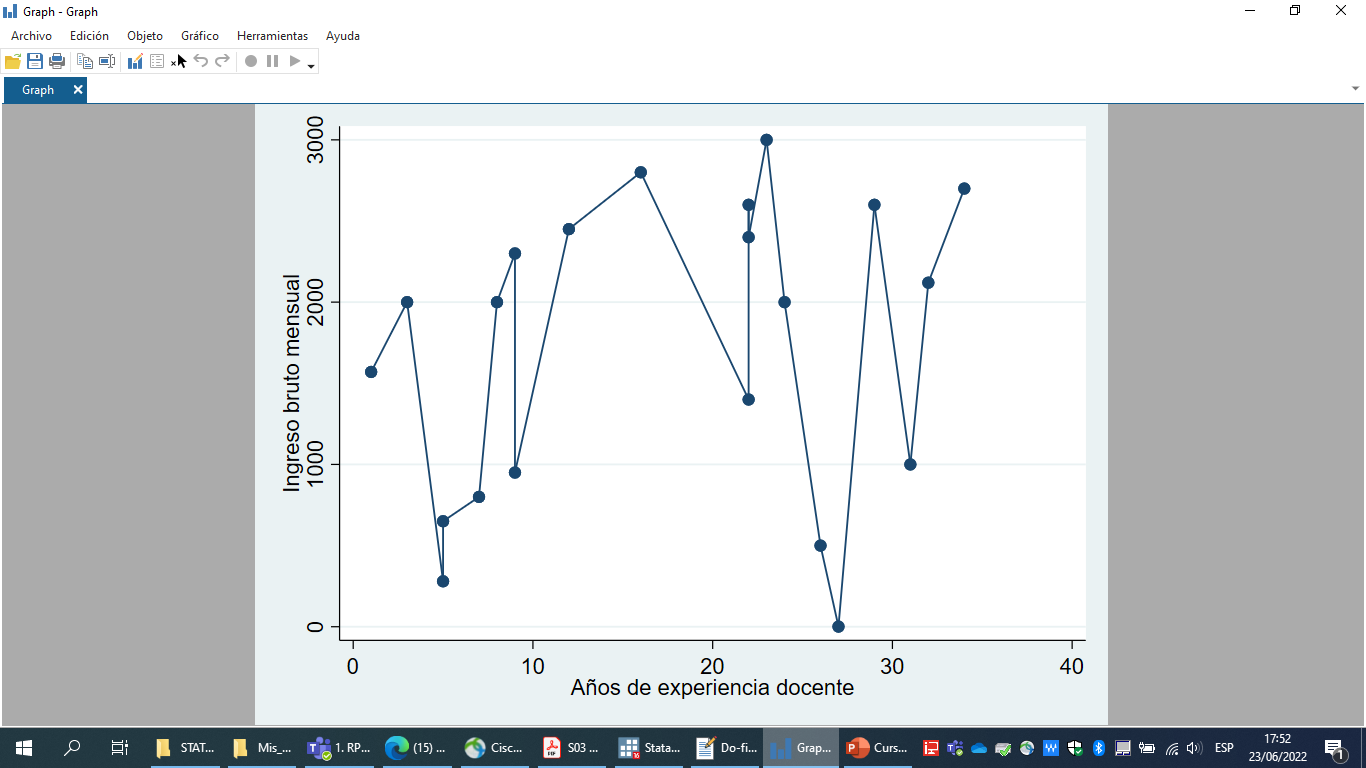 Graph - Graph
Archivo Edición Objeto Gráfico Herramientas Ayuda
Graph
3000
2000
1000
0
Ingreso bruto mensual
0 10 20 30 40
Años de experiencia docente
STAT... Mis_... 1. RP... (15) ... Cisc... S03 ... Stata... Do-fi... Grap... Curs... ESP 17:52
23/06/2022
1